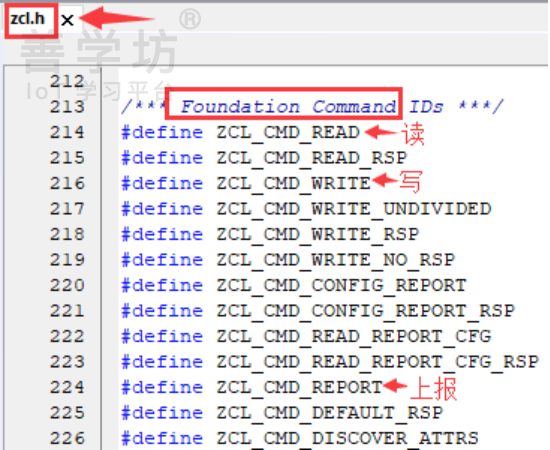 zcl.h ×
善学坊®
IoT学习平台
212
213 /*** Foundation Command IDs ***/
214 #define ZCL_CMD_READ 读
215 #define ZCL_CMD_READ_RSP
216 #define ZCL_CMD_WRITE 写
217 #define ZCL_CMD_WRITE_UNDIVIDED
218 #define ZCL_CMD_WRITE_RSP
219 #define ZCL_CMD_WRITE_NO_RSP
220 #define ZCL_CMD_CONFIG_REPORT
221 #define ZCL_CMD_CONFIG_REPORT_RSP
222 #define ZCL_CMD_READ_REPORT_CFG
223 #define ZCL_CMD_READ_REPORT_CFG_RSP
224 #define ZCL_CMD_REPORT 上报
225 #define ZCL_CMD_DEFAULT_RSP
226 #define ZCL_CMD_DISCOVER_ATTRS